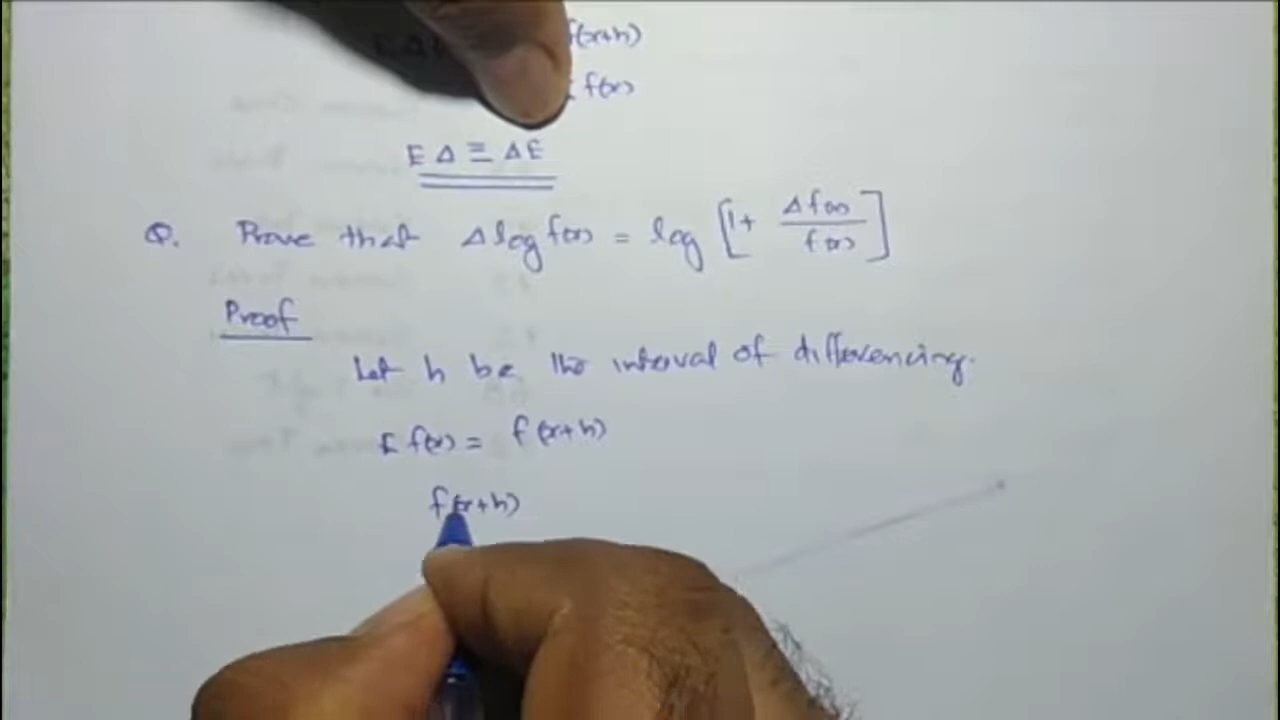 f(x+h)
f(x)
EΔ ≡ ΔE
Q. Prove that Δ log f(x) = log [1 + Δf(x) / f(x)]
Proof
Let h be the interval of differencing.
E f(x) = f(x+h)
f(x+h)